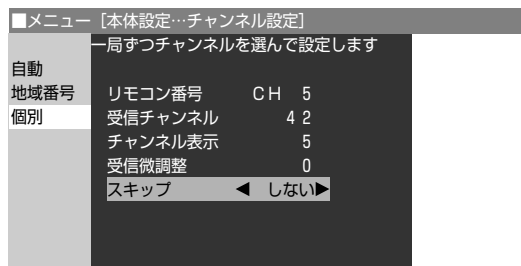 ■メニュー [本体設定…チャンネル設定]
一局ずつチャンネルを選んで設定します
自動
地域番号
個別
リモコン番号 CH 5
受信チャンネル 42
チャンネル表示 5
受信微調整 0
スキップ ◀ しない▶